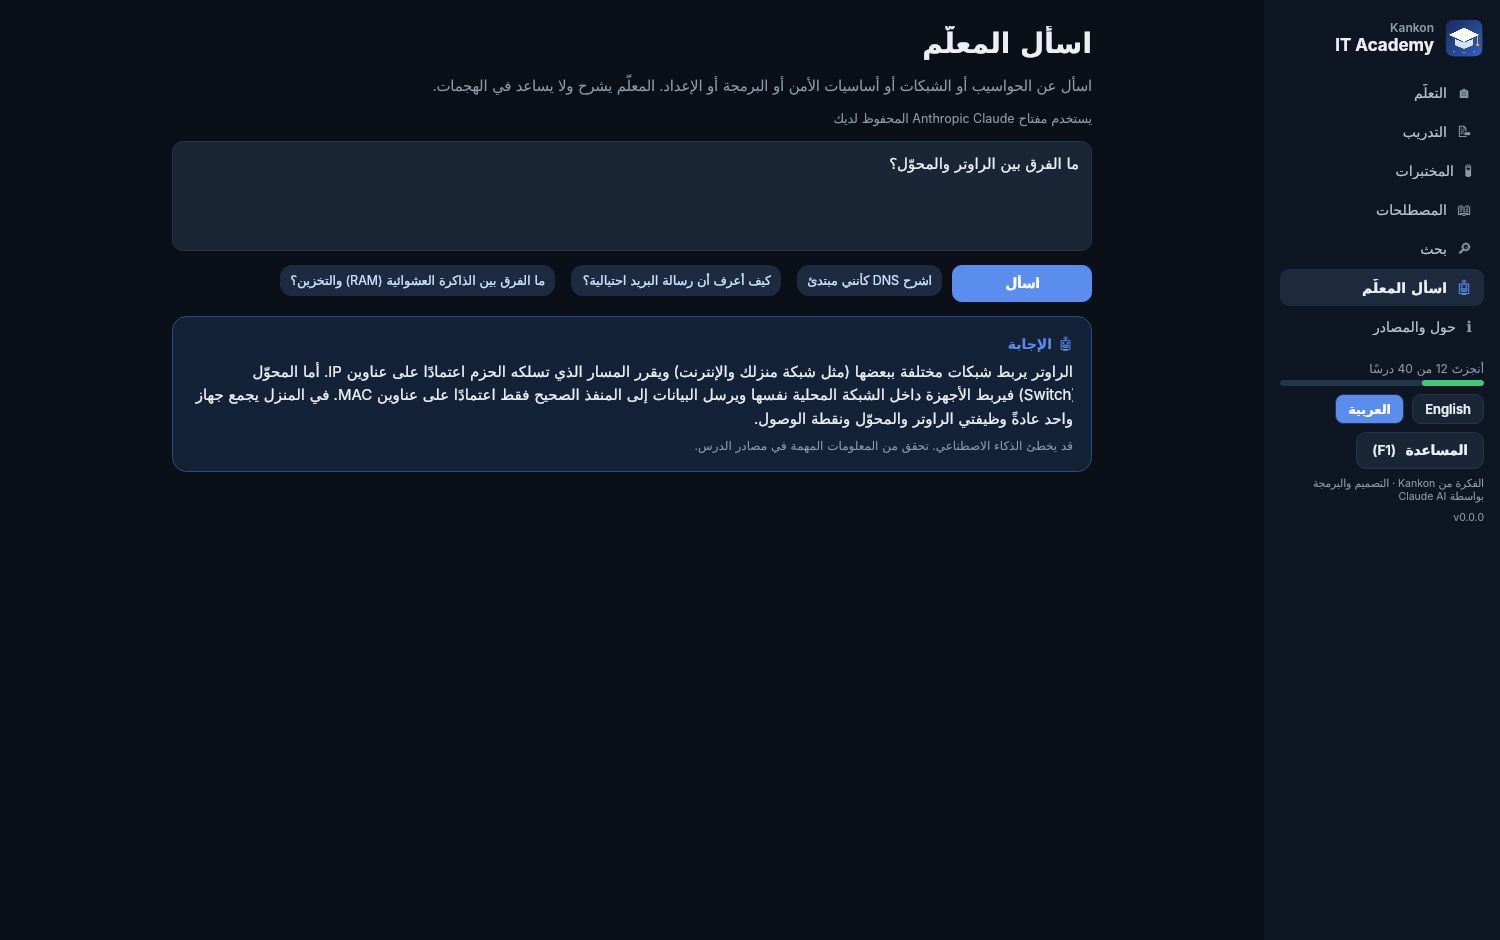 Kankon
IT Academy
التعلّم
التدريب
المختبرات
المصطلحات
بحث
اسأل المعلّم
حول والمصادر
أنجزتَ 12 من 40 درسًا
English
العربية
المساعدة (F1)
الفكرة من Kankon · التصميم والبرمجة
بواسطة Claude AI
v0.0.0
اسأل المعلّم
اسأل عن الحواسيب أو الشبكات أو أساسيات الأمن أو البرمجة أو الإعداد. المعلّم يشرح ولا يساعد في الهجمات.
يستخدم مفتاح Anthropic Claude المحفوظ لديك
ما الفرق بين الراوتر والمحوّل؟
اسأل
اشرح DNS كأنني مبتدئ
كيف أعرف أن رسالة البريد احتيالية؟
ما الفرق بين الذاكرة العشوائية (RAM) والتخزين؟
الإجابة
الراوتر يربط شبكات مختلفة ببعضها (مثل شبكة منزلك والإنترنت) ويقرر المسار الذي تسلكه الحزم اعتمادًا على عناوين IP. أما المحوّل
(Switch) فيربط الأجهزة داخل الشبكة المحلية نفسها ويرسل البيانات إلى المنفذ الصحيح فقط اعتمادًا على عناوين MAC. في المنزل يجمع جهاز
واحد عادةً وظيفتي الراوتر والمحوّل ونقطة الوصول.
قد يخطئ الذكاء الاصطناعي. تحقق من المعلومات المهمة في مصادر الدرس.